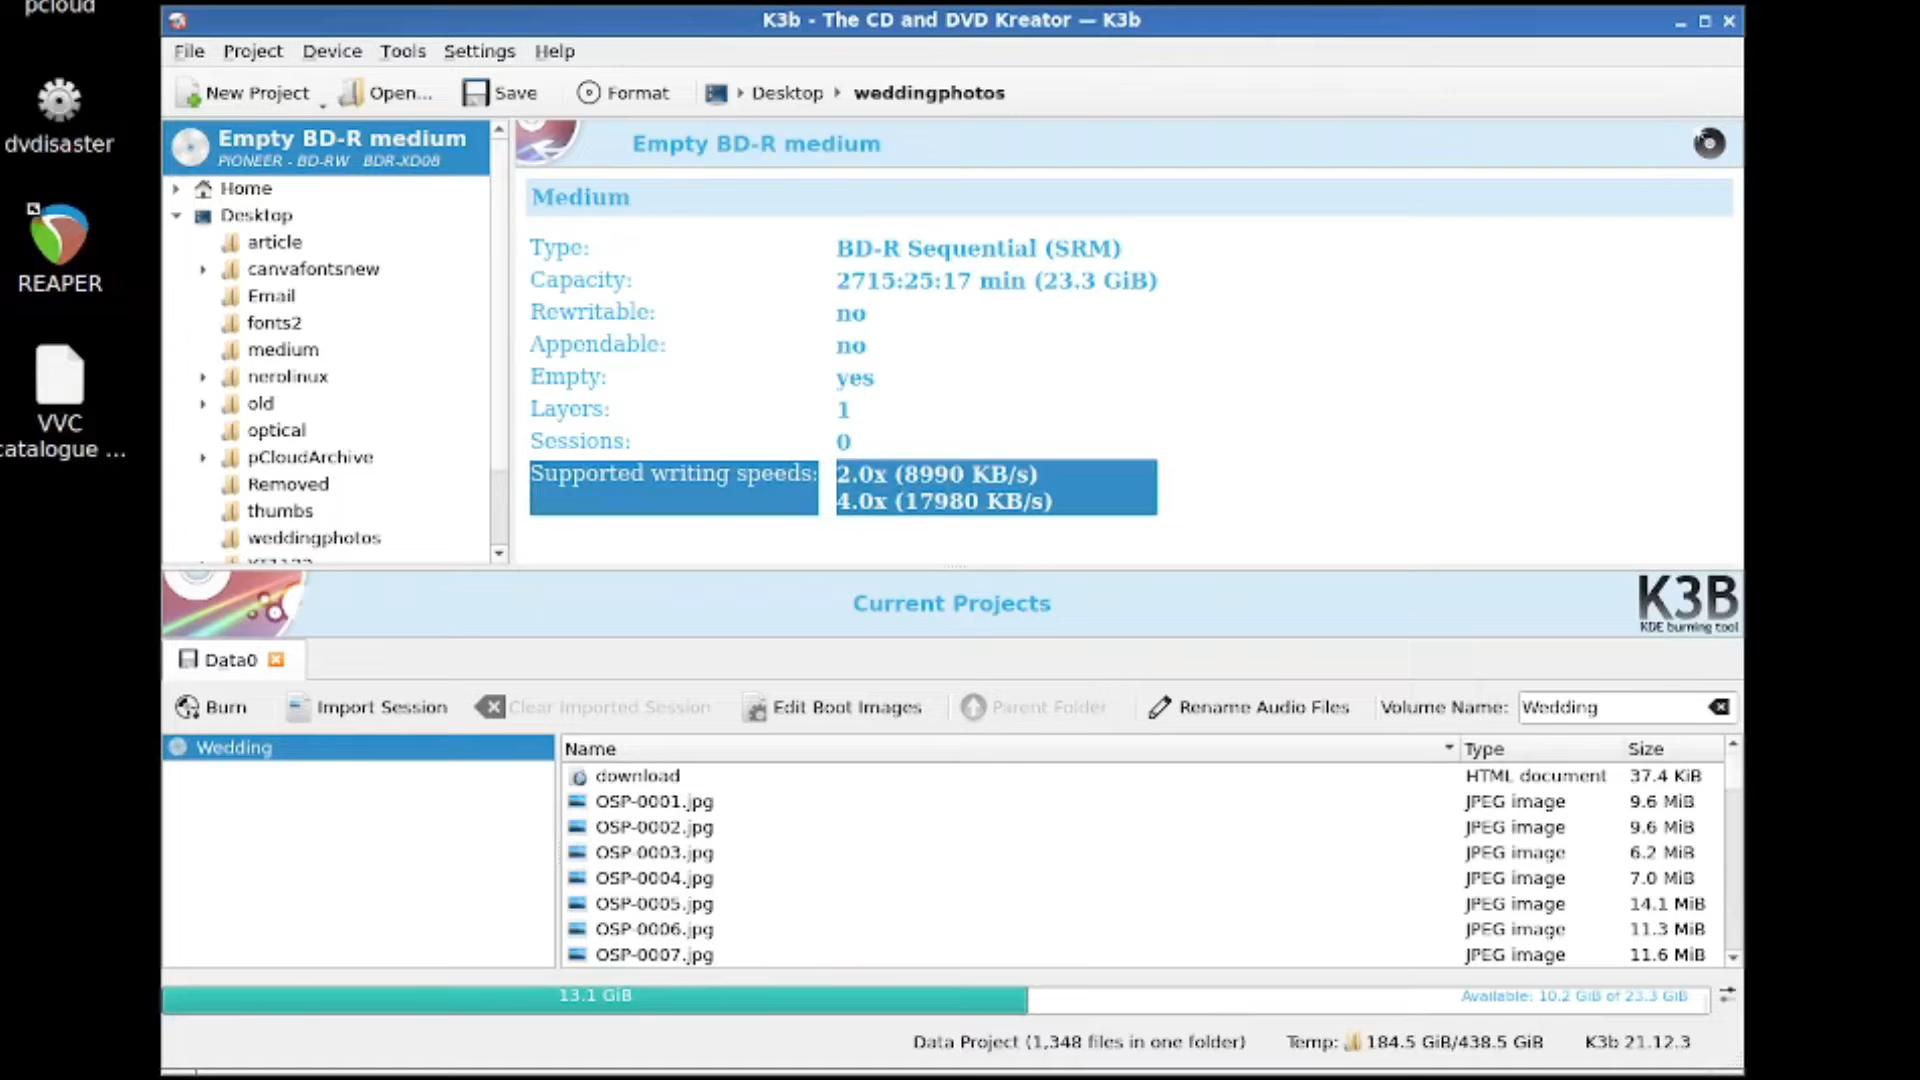 pcloud
dvdisaster
REAPER
VVC
catalogue ...
K3b - The CD and DVD Kreator — K3b
File Project Device Tools Settings Help
New Project Open... Save Format Desktop weddingphotos
Empty BD-R medium
PIONEER - BD-RW BDR-XD08
Home
Desktop
article
canvafontsnew
Email
fonts2
medium
nerolinux
old
optical
pCloudArchive
Removed
thumbs
weddingphotos
Empty BD-R medium
Medium
Type: BD-R Sequential (SRM)
Capacity: 2715:25:17 min (23.3 GiB)
Rewritable: no
Appendable: no
Empty: yes
Layers: 1
Sessions: 0
Supported writing speeds: 2.0x (8990 KB/s)
4.0x (17980 KB/s)
Current Projects
K3B
KDE burning tool
Data0
Burn Import Session Clear Imported Session Edit Boot Images Parent Folder Rename Audio Files Volume Name: Wedding
Wedding
Name Type Size
download HTML document 37.4 KiB
OSP-0001.jpg JPEG image 9.6 MiB
OSP-0002.jpg JPEG image 9.6 MiB
OSP-0003.jpg JPEG image 6.2 MiB
OSP-0004.jpg JPEG image 7.0 MiB
OSP-0005.jpg JPEG image 14.1 MiB
OSP-0006.jpg JPEG image 11.3 MiB
OSP-0007.jpg JPEG image 11.6 MiB
13.1 GiB Available: 10.2 GiB of 23.3 GiB
Data Project (1,348 files in one folder) Temp: 184.5 GiB/438.5 GiB K3b 21.12.3